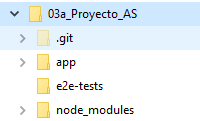 03a_Proyecto_AS
.git
app
e2e-tests
node_modules